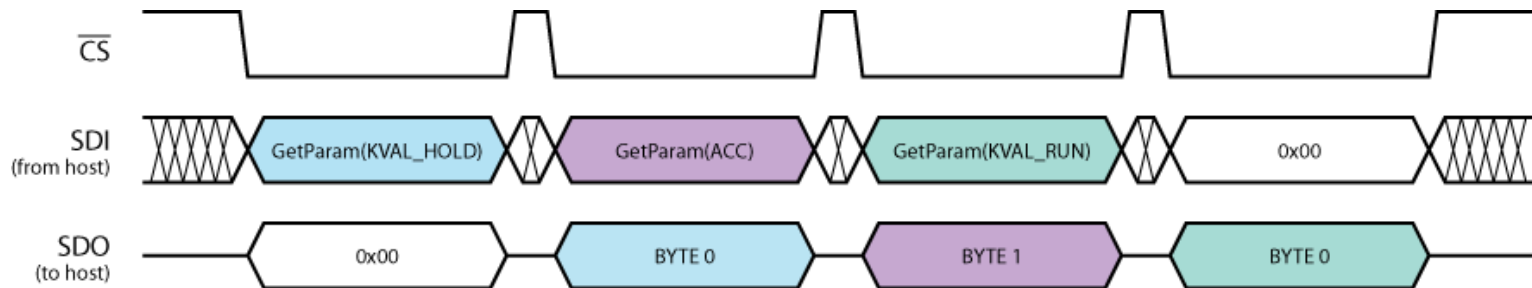 CS
SDI
(from host)
GetParam(KVAL_HOLD)
GetParam(ACC)
GetParam(KVAL_RUN)
0x00
SDO
(to host)
0x00
BYTE 0
BYTE 1
BYTE 0